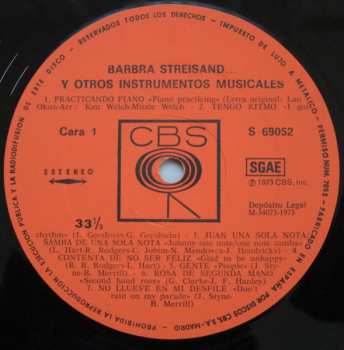 RESERVADOS TODOS LOS DERECHOS - IMPUESTO DE LUJO A METALICO - PERMISO NUM. 7052 - FABRICADO EN ESPAÑA POR DISCOS CBS, S.A.-MADRID - PROHIBIDA LA REPRODUCCION, LA EJECUCION PUBLICA Y LA RADIODIFUSION DE ESTE DISCO -
BARBRA STREISAND...
Y OTROS INSTRUMENTOS MUSICALES
1. PRACTICANDO PIANO «Piano practicing» (Letra original: Lan
Okun-Arr.: Ken Welch-Mitzie Welch. - 2. TENGO RITMO «I got
Cara 1
CBS
S 69052
ESTEREO
SGAE
℗ 1973 CBS, Inc.
Depósito Legal
M-34073-1973
33⅓
rhythm» (I. Gershwin-G. Gershwin) - 3. JUAN UNA SOLA NOTA/
SAMBA DE UNA SOLA NOTA «Johnny one note/one note samba»
(L. Hart-R. Rodgers-C. Jobim-N. Mendonca-J. Hendricks) - 4.
CONTENTA DE NO SER FELIZ «Glad to be unhappy»
(R. R. Rodgers-L. Hart) - 5. GENTE «People» (J. Sty-
ne-B. Merrill). - 6. ROSA DE SEGUNDA MANO
«Second hand rose» (G. Clarke-J. F. Hanley)
7. NO LLUEVE EN MI DESFILE «Don't
rain on my parade» (J. Styne-
B. Merrill)